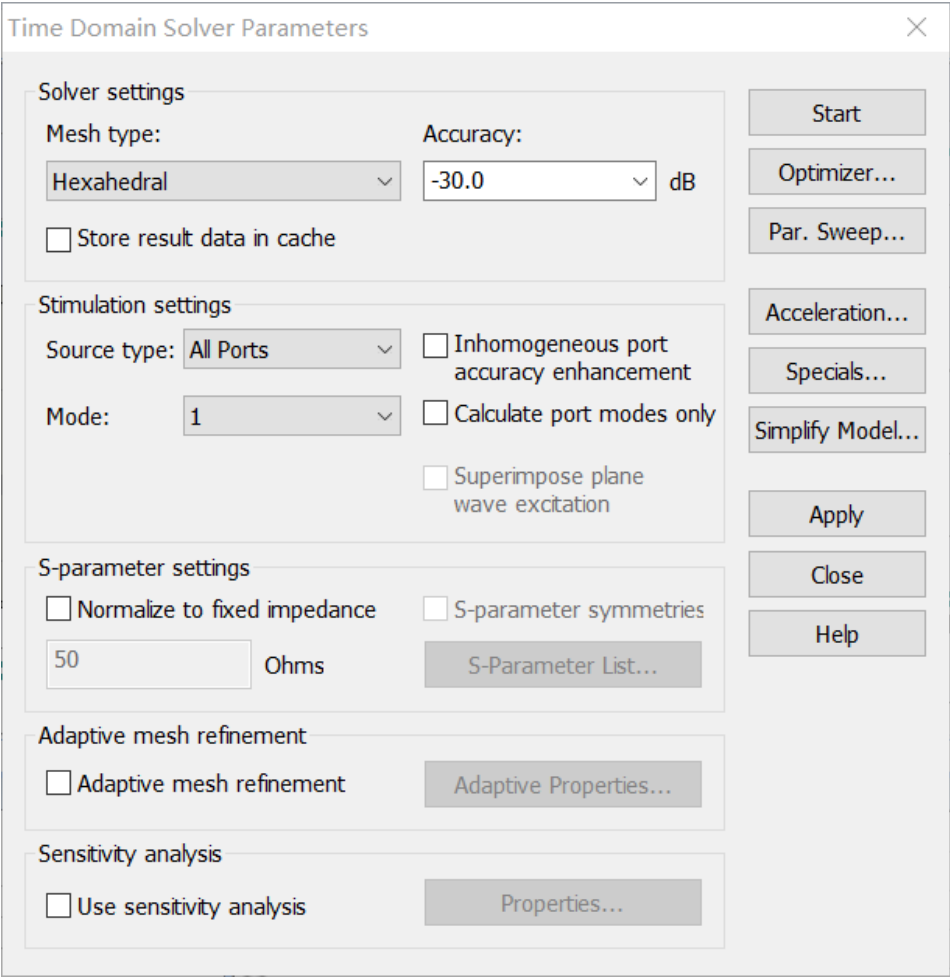 Time Domain Solver Parameters
Solver settings
Mesh type:
Accuracy:
Hexahedral
-30.0
dB
Store result data in cache
Stimulation settings
Source type:
All Ports
Inhomogeneous port
accuracy enhancement
Mode:
1
Calculate port modes only
Superimpose plane
wave excitation
S-parameter settings
Normalize to fixed impedance
S-parameter symmetries
50
Ohms
S-Parameter List...
Adaptive mesh refinement
Adaptive mesh refinement
Adaptive Properties...
Sensitivity analysis
Use sensitivity analysis
Properties...
Start
Optimizer...
Par. Sweep...
Acceleration...
Specials...
Simplify Model...
Apply
Close
Help